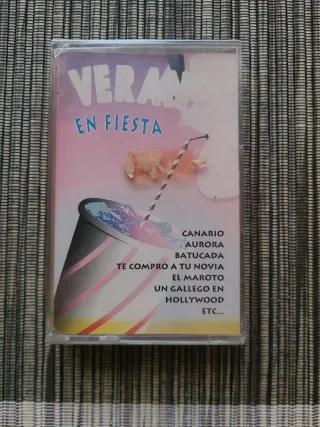 EN FIESTA
CANARIO
AURORA
BATUCADA
TE COMPRO A TU NOVIA
EL MAROTO
UN GALLEGO EN
HOLLYWOOD
ETC...